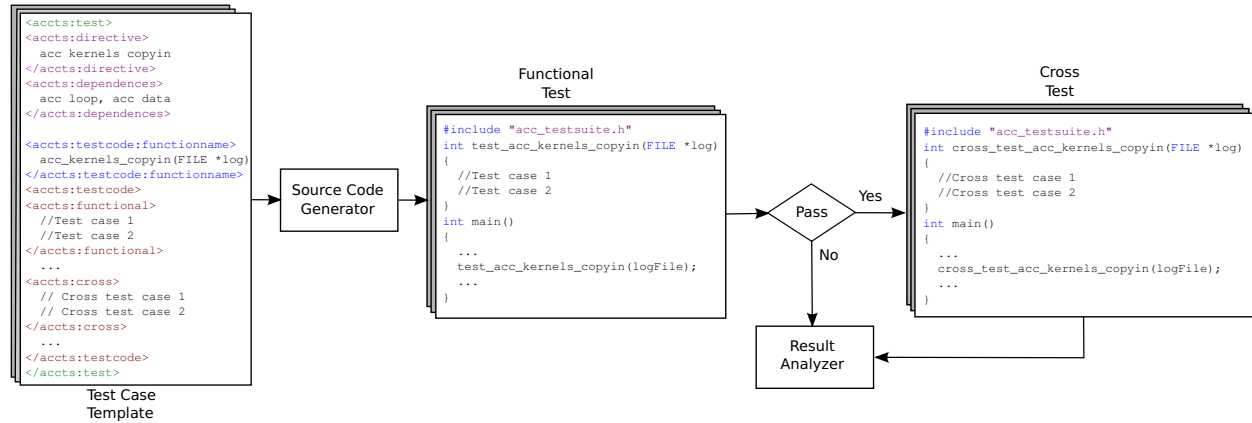 <accts:test>
<accts:directive>
acc kernels copyin
</accts:directive>
<accts:dependences>
acc loop, acc data
</accts:dependences>
<accts:testcode:functionname>
acc_kernels_copyin(FILE *log)
</accts:testcode:functionname>
<accts:testcode>
<accts:functional>
//Test case 1
//Test case 2
</accts:functional>
...
<accts:cross>
// Cross test case 1
// Cross test case 2
</accts:cross>
...
</accts:testcode>
</accts:test>
Test Case
Template
Source Code
Generator
Functional
Test
#include "acc_testsuite.h"
int test_acc_kernels_copyin(FILE *log)
{
//Test case 1
//Test case 2
}
int main()
{
...
test_acc_kernels_copyin(logFile);
...
}
Pass
Yes
No
Cross
Test
#include "acc_testsuite.h"
int cross_test_acc_kernels_copyin(FILE *log)
{
//Cross test case 1
//Cross test case 2
}
int main()
{
...
cross_test_acc_kernels_copyin(logFile);
...
}
Result
Analyzer